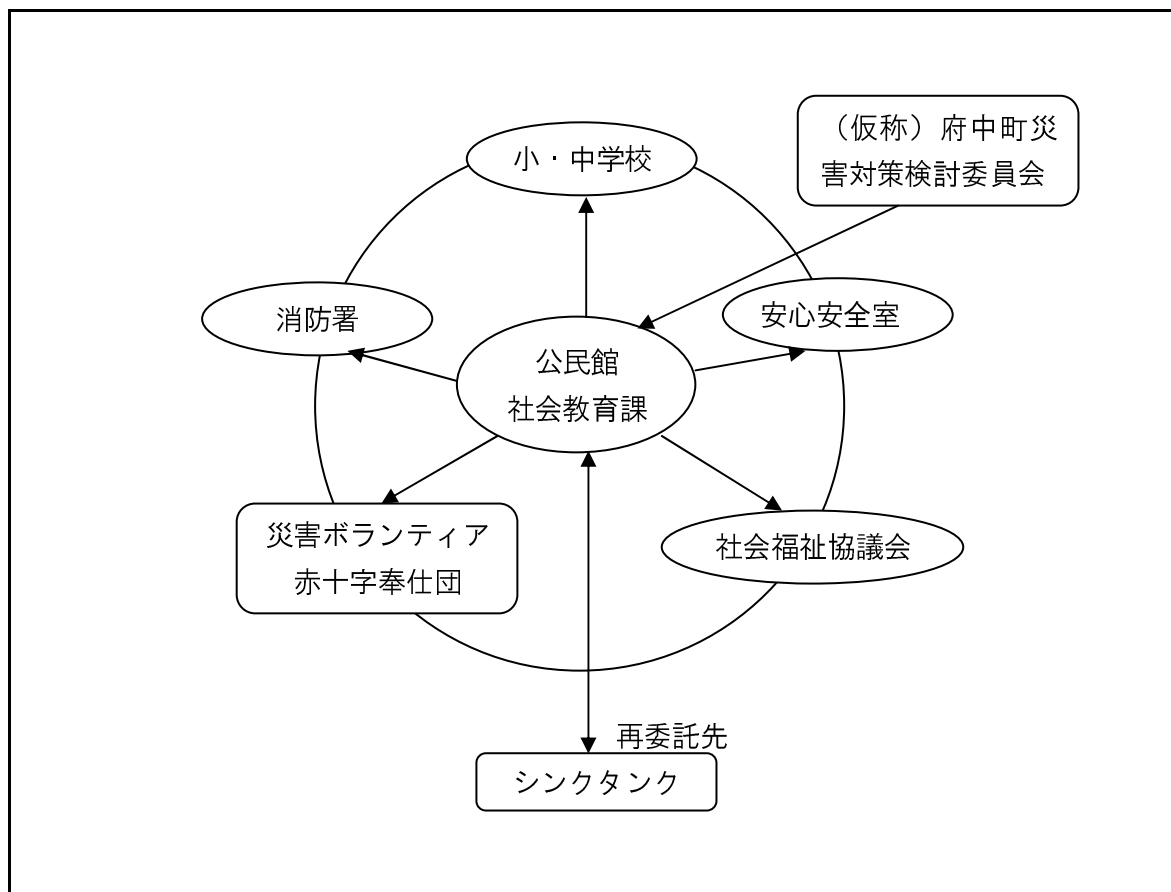 小・中学校
（仮称）府中町災
害対策検討委員会
消防署
安心安全室
公民館
社会教育課
災害ボランティア
赤十字奉仕団
社会福祉協議会
再委託先
シンクタンク